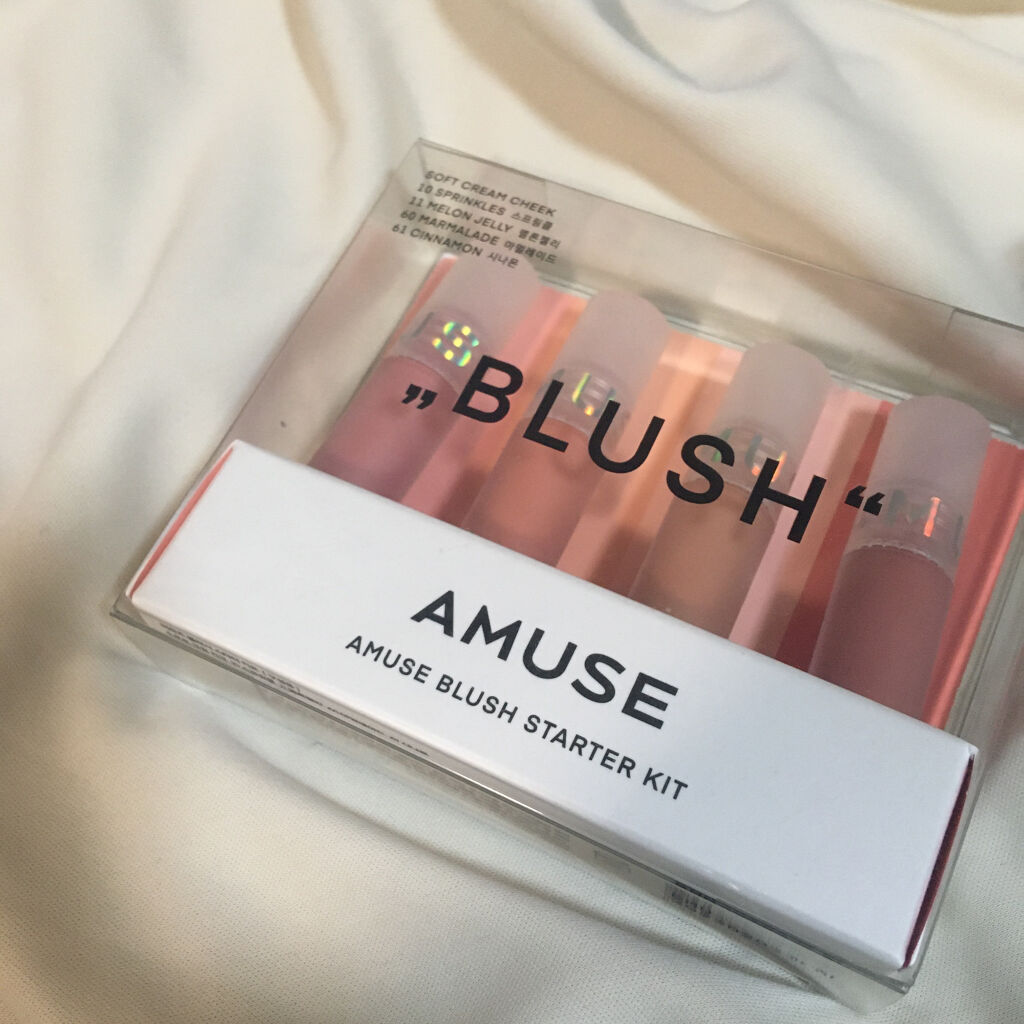 SOFT CREAM CHEEK
10 SPRINKLES 스프링클
11 MELON JELLY 멜론젤리
60 MARMALADE 마멀레이드
61 CINNAMON 시나몬
„BLUSH“
AMUSE
AMUSE BLUSH STARTER KIT